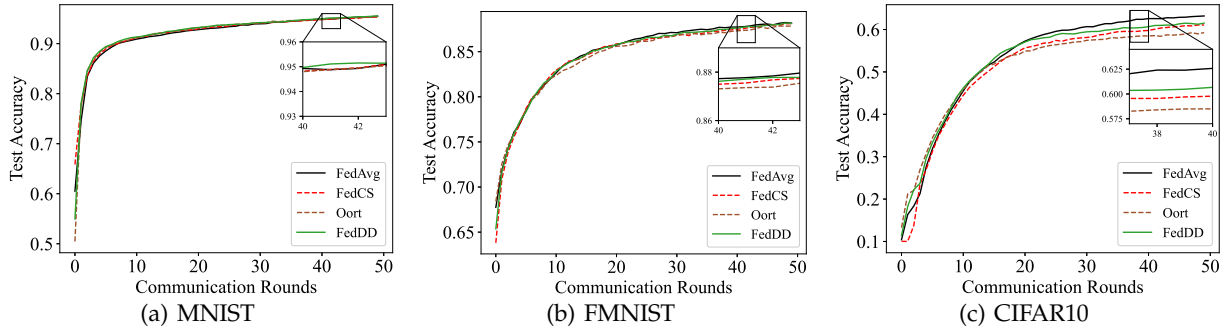 Test Accuracy
0.9
0.8
0.7
0.6
0.5
0
10
20
30
40
50
Communication Rounds
0.96
0.95
0.94
0.93
40
42
FedAvg
FedCS
Oort
FedDD
(a) MNIST
Test Accuracy
0.85
0.80
0.75
0.70
0.65
0
10
20
30
40
50
Communication Rounds
0.88
0.86
40
42
FedAvg
FedCS
Oort
FedDD
(b) FMNIST
Test Accuracy
0.6
0.5
0.4
0.3
0.2
0.1
0
10
20
30
40
50
Communication Rounds
0.625
0.600
0.575
38
40
FedAvg
FedCS
Oort
FedDD
(c) CIFAR10